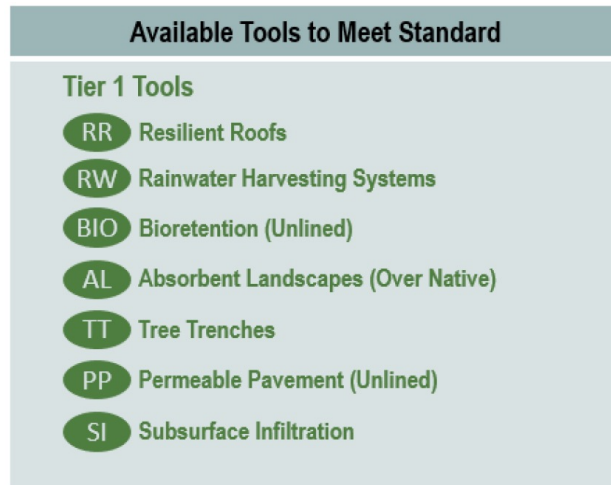 Available Tools to Meet Standard
Tier 1 Tools
RR Resilient Roofs
RW Rainwater Harvesting Systems
BIO Bioretention (Unlined)
AL Absorbent Landscapes (Over Native)
TT Tree Trenches
PP Permeable Pavement (Unlined)
SI Subsurface Infiltration